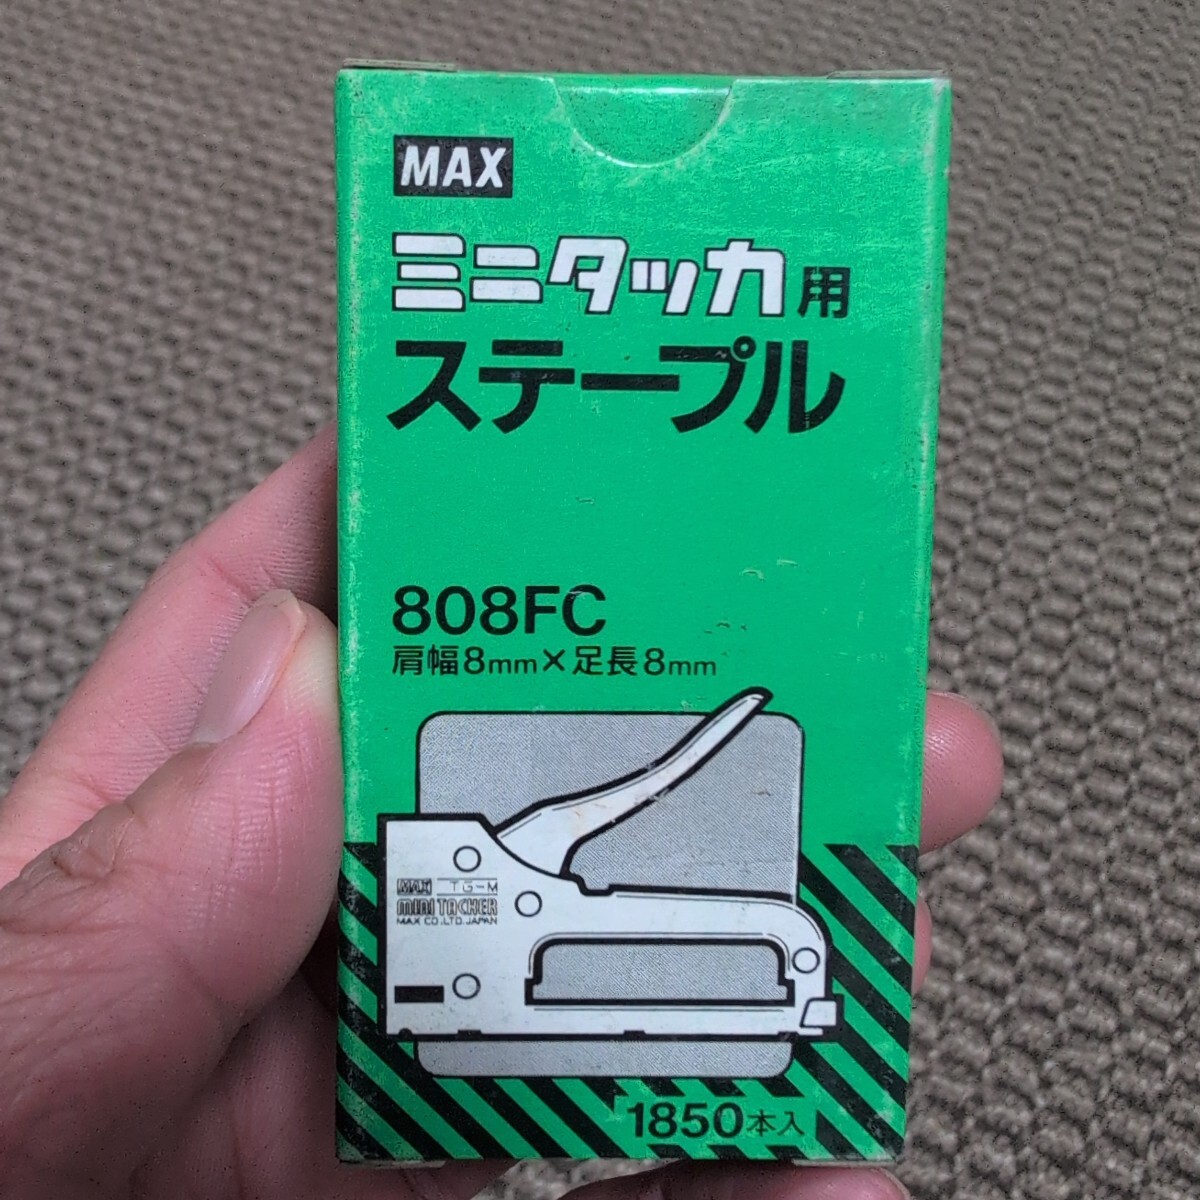 MAX
ミニタッカ用
ステープル
808FC
肩幅8mm×足長8mm
MAX TG-M
MINI TACKER
MAX CO.,LTD. JAPAN
1850本入